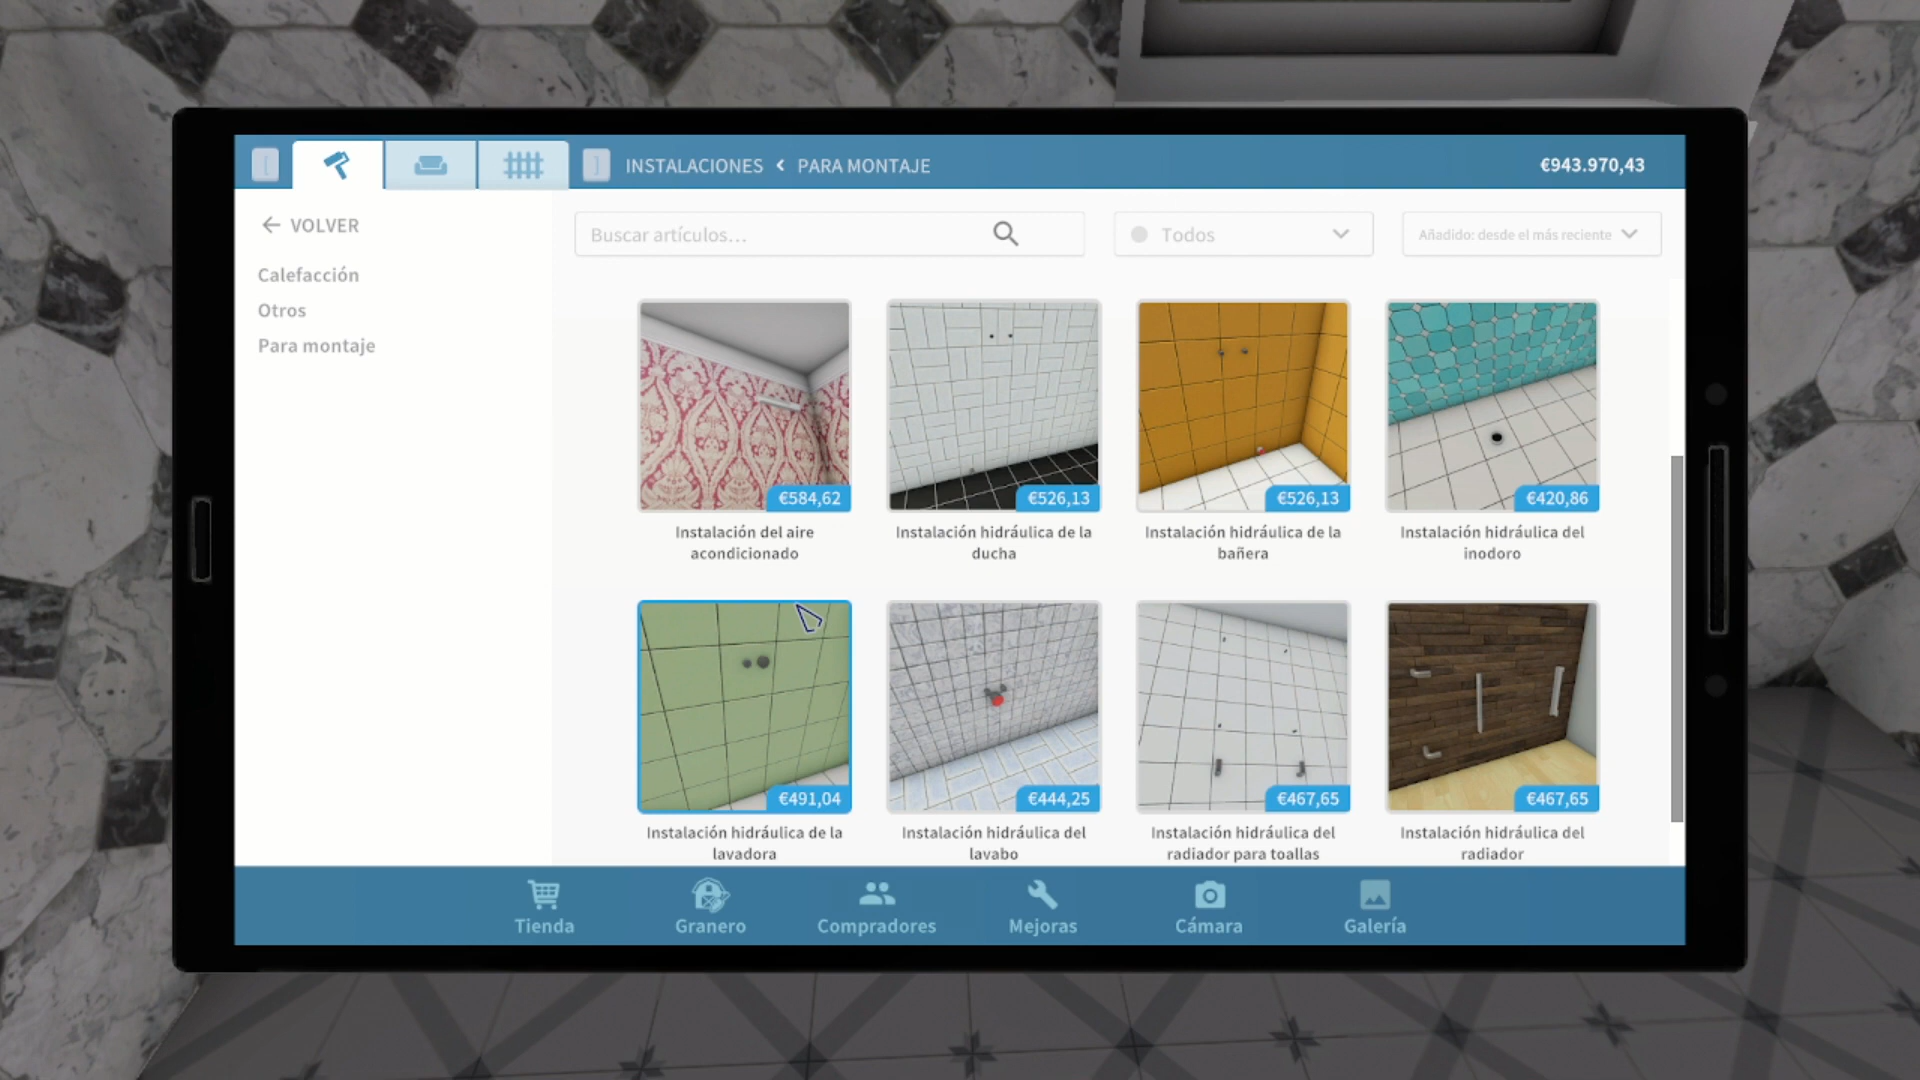 INSTALACIONES < PARA MONTAJE
€943.970,43
VOLVER
Calefacción
Otros
Para montaje
Buscar artículos...
Todos
Añadido: desde el más reciente
€584,62
€526,13
€526,13
€420,86
Instalación del aire
acondicionado
Instalación hidráulica de la
ducha
Instalación hidráulica de la
bañera
Instalación hidráulica del
inodoro
€491,04
€444,25
€467,65
€467,65
Instalación hidráulica de la
lavadora
Instalación hidráulica del
lavabo
Instalación hidráulica del
radiador para toallas
Instalación hidráulica del
radiador
Tienda
Granero
Compradores
Mejoras
Cámara
Galería